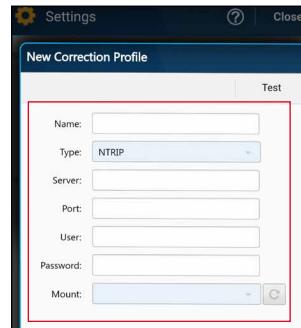 Settings
Close
New Correction Profile
Test
Name:
Type: NTRIP
Server:
Port:
User:
Password:
Mount: